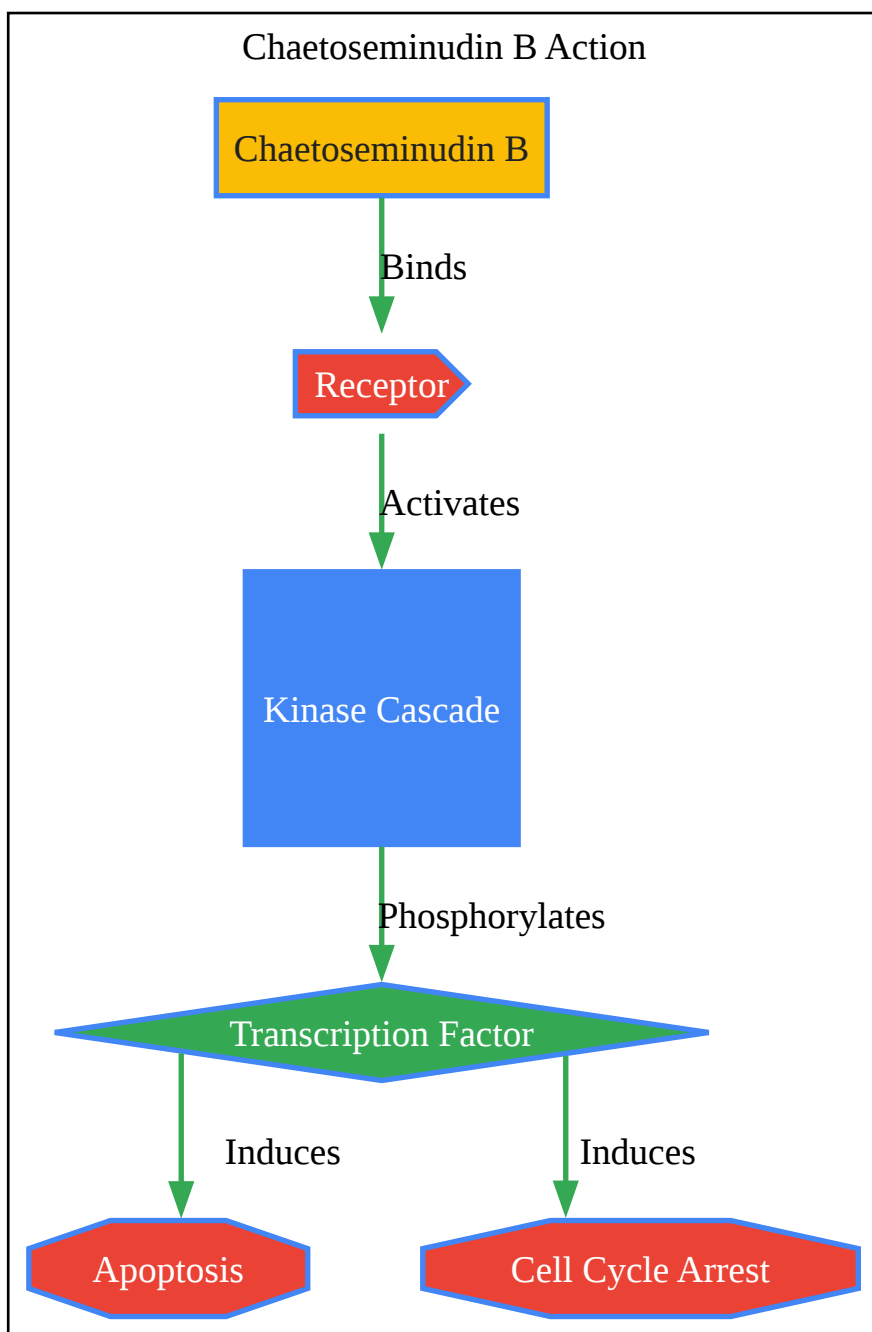 Chaetoseminudin B Action
Chaetoseminudin B
Binds
Receptor
Activates
Kinase Cascade
Phosphorylates
Transcription Factor
Induces
Induces
Apoptosis
Cell Cycle Arrest